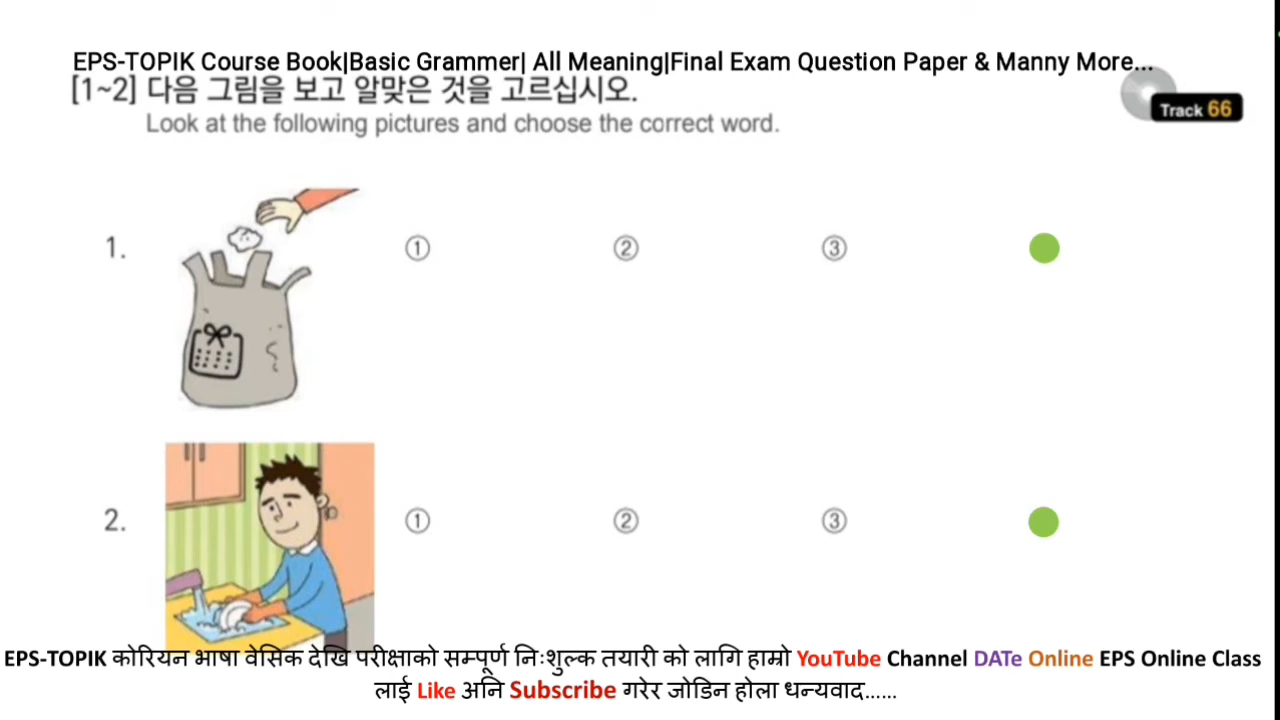 EPS-TOPIK Course Book|Basic Grammer| All Meaning|Final Exam Question Paper & Manny More...
[1~2] 다음 그림을 보고 알맞은 것을 고르십시오.
Track 66
Look at the following pictures and choose the correct word.
1. ① ② ③
2. ① ② ③
EPS-TOPIK कोरियन भाषा वेसिक देखि परीक्षाको सम्पूर्ण निःशुल्क तयारी को लागि हाम्रो YouTube Channel DATe Online EPS Online Class
लाई Like अनि Subscribe गरेर जोडिन होला धन्यवाद......